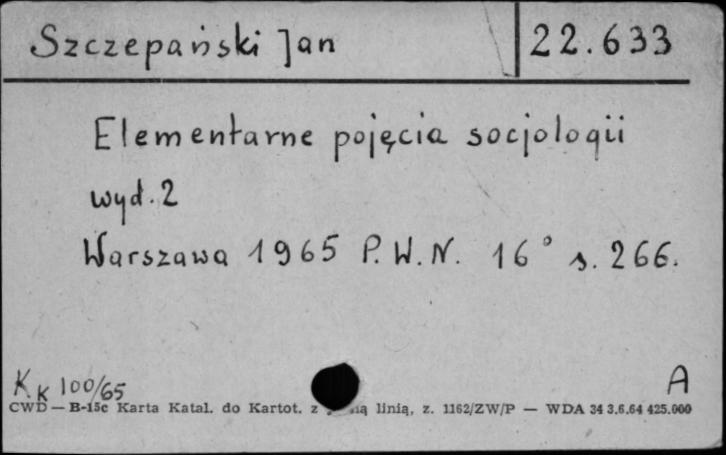 Szczepański Jan 22.633
Elementarne pojęcia socjologii
wyd. 2
Warszawa 1965 P.W.N. 16° s. 266.
KK 100/65 A
CWD — B-15c Karta Katal. do Kartot. z linią, z. 1162/ZW/P — WDA 34 3.6.64 425.000